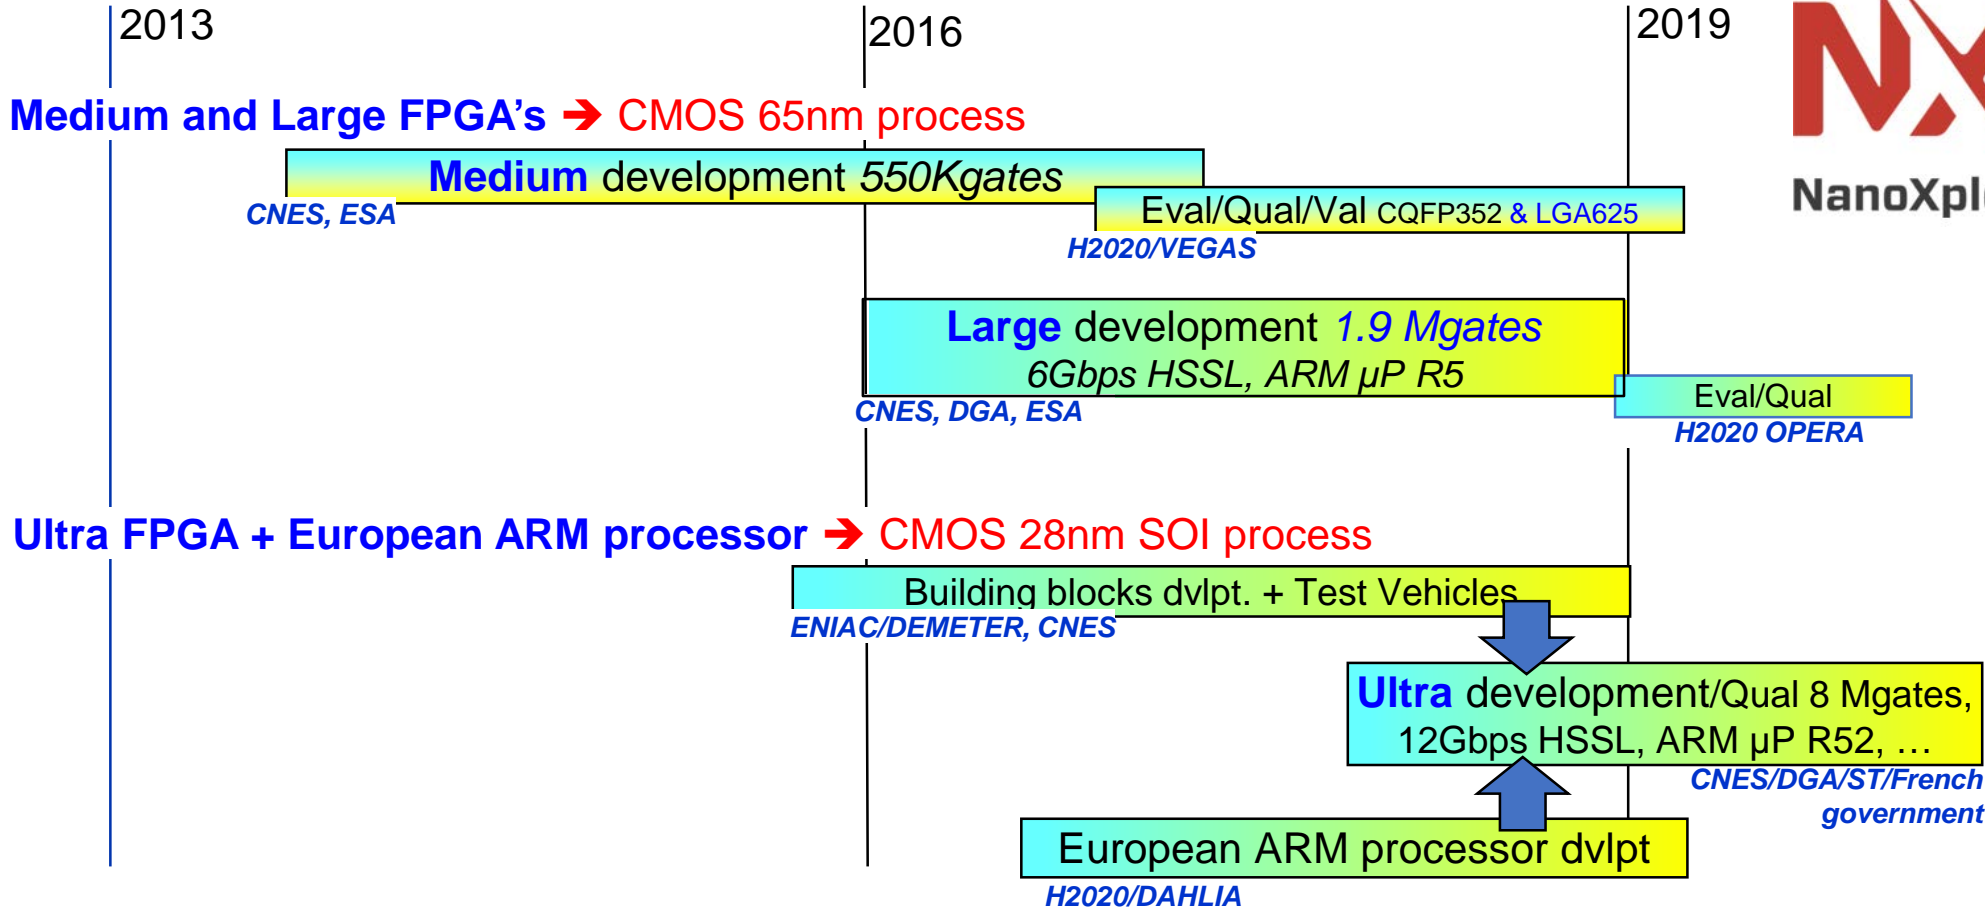 2013
2016
2019
Medium and Large FPGA's ➔ CMOS 65nm process
Medium development 550Kgates
CNES, ESA
Eval/Qual/Val CQFP352 & LGA625
H2020/VEGAS
NanoXpl
Large development 1.9 Mgates
6Gbps HSSL, ARM µP R5
CNES, DGA, ESA
Eval/Qual
H2020 OPERA
Ultra FPGA + European ARM processor ➔ CMOS 28nm SOI process
Building blocks dvlpt. + Test Vehicles
ENIAC/DEMETER, CNES
Ultra development/Qual 8 Mgates,
12Gbps HSSL, ARM µP R52, …
CNES/DGA/ST/French
government
European ARM processor dvlpt
H2020/DAHLIA